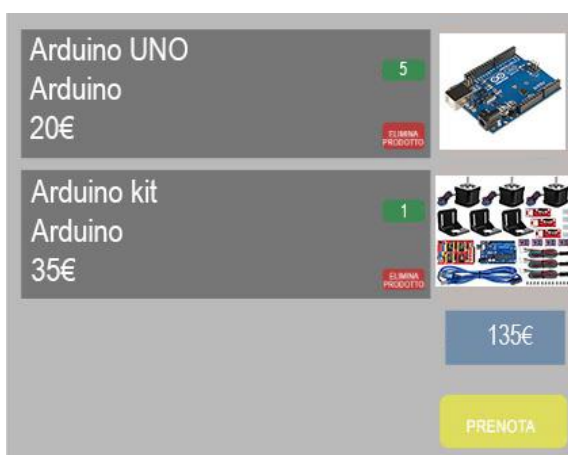 Arduino UNO
5
Arduino
20€
ELIMINA
PRODOTTO
Arduino kit
1
Arduino
35€
ELIMINA
PRODOTTO
135€
PRENOTA